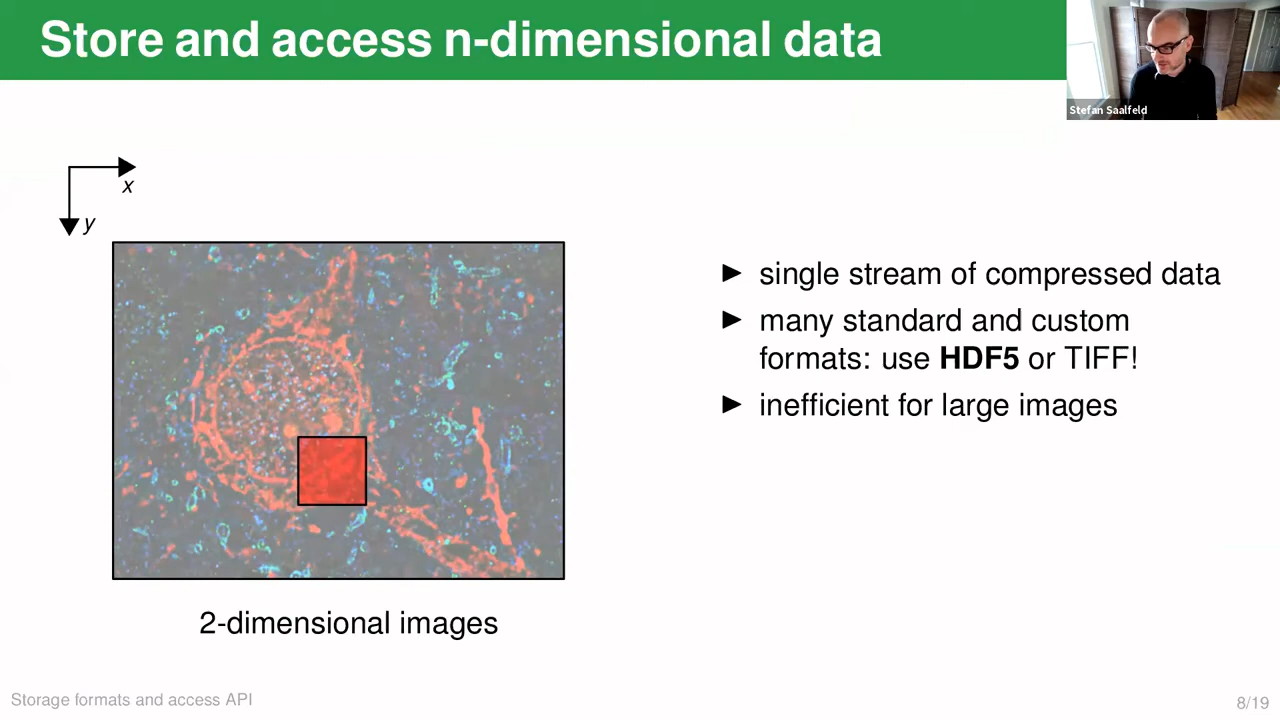 Store and access n-dimensional data
Stefan Saalfeld
x
y
► single stream of compressed data
► many standard and custom
formats: use HDF5 or TIFF!
► inefficient for large images
2-dimensional images
Storage formats and access API
8/19